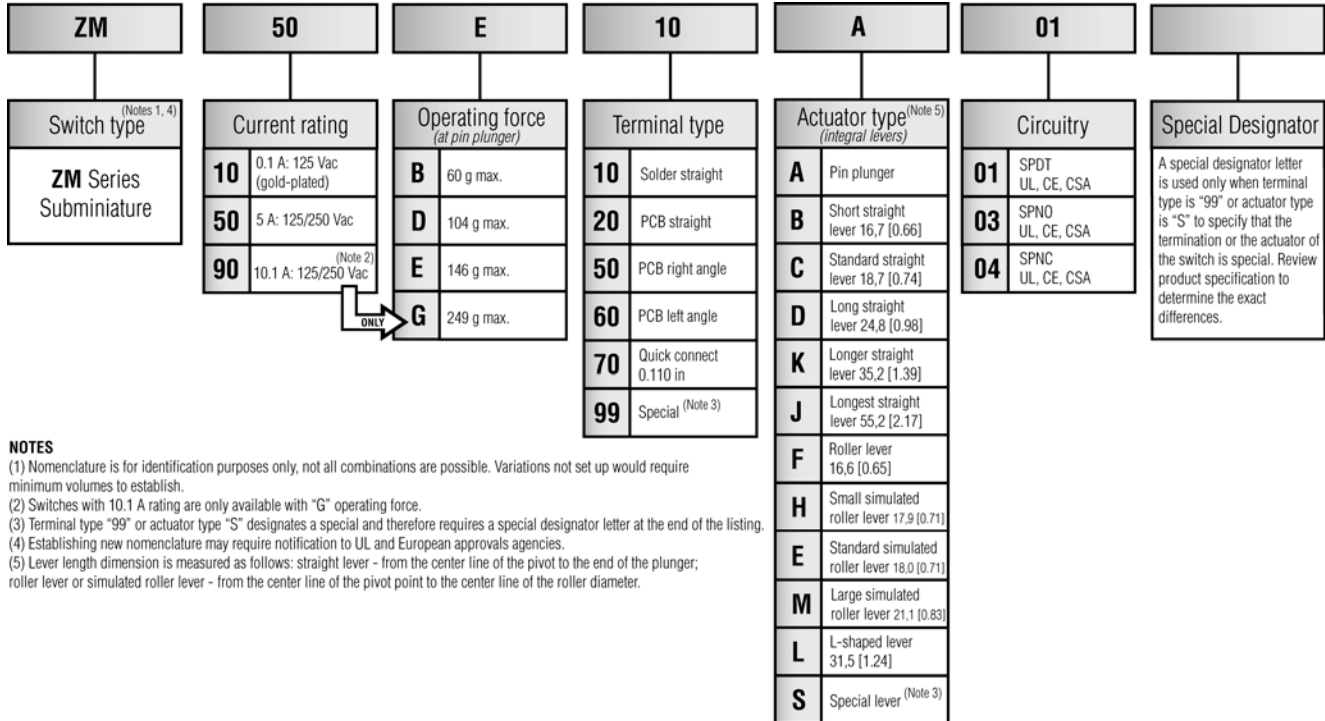 ZM
50
E
10
A
01
Switch type (Notes 1, 4)
ZM Series
Subminiature
Current rating
10 0.1 A: 125 Vac
(gold-plated)
50 5 A: 125/250 Vac
90 10.1 A: 125/250 Vac (Note 2)
ONLY
Operating force
(at pin plunger)
B 60 g max.
D 104 g max.
E 146 g max.
G 249 g max.
Terminal type
10 Solder straight
20 PCB straight
50 PCB right angle
60 PCB left angle
70 Quick connect
0.110 in
99 Special (Note 3)
Actuator type (Note 5)
(integral levers)
A Pin plunger
B Short straight
lever 16,7 [0.66]
C Standard straight
lever 18,7 [0.74]
D Long straight
lever 24,8 [0.98]
K Longer straight
lever 35,2 [1.39]
J Longest straight
lever 55,2 [2.17]
F Roller lever
16,6 [0.65]
H Small simulated
roller lever 17,9 [0.71]
E Standard simulated
roller lever 18,0 [0.71]
M Large simulated
roller lever 21,1 [0.83]
L L-shaped lever
31,5 [1.24]
S Special lever (Note 3)
Circuitry
01 SPDT
UL, CE, CSA
03 SPNO
UL, CE, CSA
04 SPNC
UL, CE, CSA
Special Designator
A special designator letter
is used only when terminal
type is “99” or actuator type
is “S” to specify that the
termination or the actuator of
the switch is special. Review
product specification to
determine the exact
differences.
NOTES
(1) Nomenclature is for identification purposes only, not all combinations are possible. Variations not set up would require
minimum volumes to establish.
(2) Switches with 10.1 A rating are only available with “G” operating force.
(3) Terminal type “99” or actuator type “S” designates a special and therefore requires a special designator letter at the end of the listing.
(4) Establishing new nomenclature may require notification to UL and European approvals agencies.
(5) Lever length dimension is measured as follows: straight lever - from the center line of the pivot to the end of the plunger;
roller lever or simulated roller lever - from the center line of the pivot point to the center line of the roller diameter.